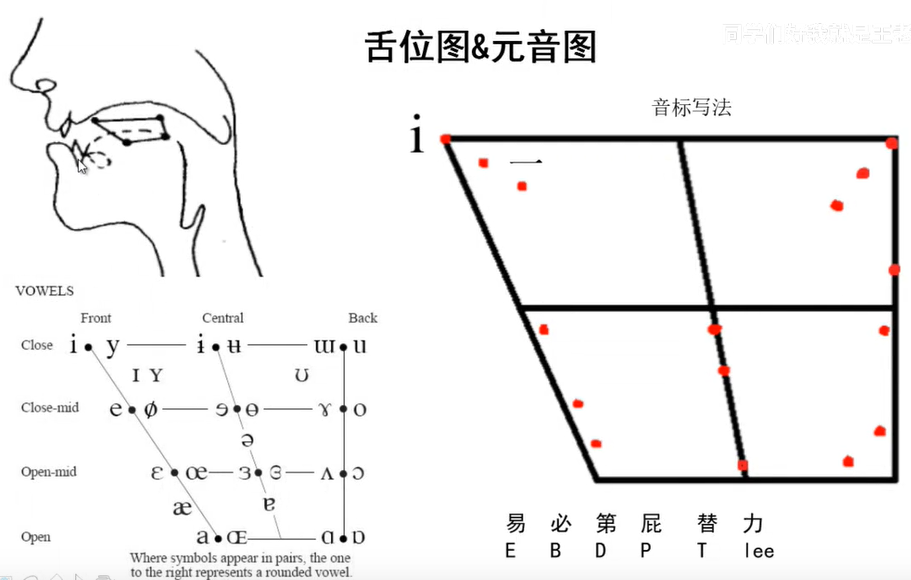 舌位图&元音图
音标写法
i 一
VOWELS
Front Central Back
Close i y ɨ ʉ ɯ u
ɪ ʏ ʊ
Close-mid e ø ɘ ɵ ɤ o
ə
Open-mid ɛ œ ɜ ɞ ʌ ɔ
æ ɐ
Open a ɶ ɑ ɒ
Where symbols appear in pairs, the one
to the right represents a rounded vowel.
易 必 第 屁 替 力
E B D P T lee